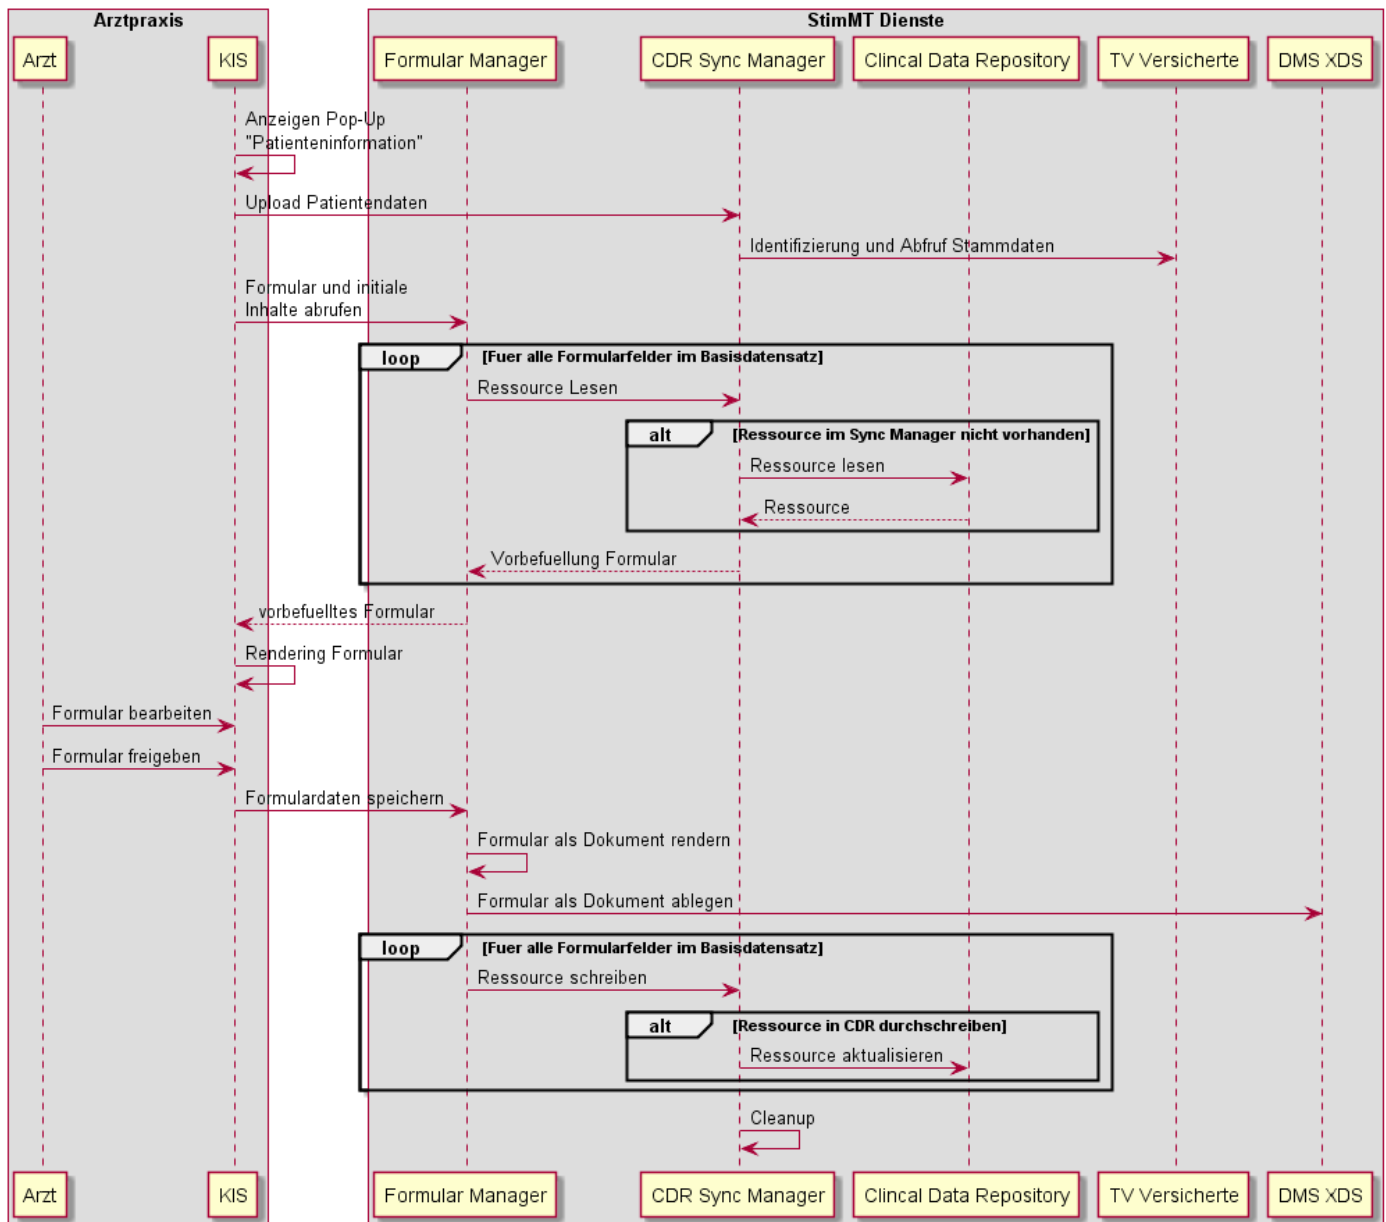 Arztpraxis
StimMT Dienste
Arzt
KIS
Formular Manager
CDR Sync Manager
Clincal Data Repository
TV Versicherte
DMS XDS
Anzeigen Pop-Up
"Patienteninformation"
Upload Patientendaten
Identifizierung und Abfruf Stammdaten
Formular und initiale
Inhalte abrufen
loop
[Fuer alle Formularfelder im Basisdatensatz]
Ressource Lesen
alt
[Ressource im Sync Manager nicht vorhanden]
Ressource lesen
Ressource
Vorbefuellung Formular
vorbefuelltes Formular
Rendering Formular
Formular bearbeiten
Formular freigeben
Formulardaten speichern
Formular als Dokument rendern
Formular als Dokument ablegen
loop
[Fuer alle Formularfelder im Basisdatensatz]
Ressource schreiben
alt
[Ressource in CDR durchschreiben]
Ressource aktualisieren
Cleanup
Arzt
KIS
Formular Manager
CDR Sync Manager
Clincal Data Repository
TV Versicherte
DMS XDS